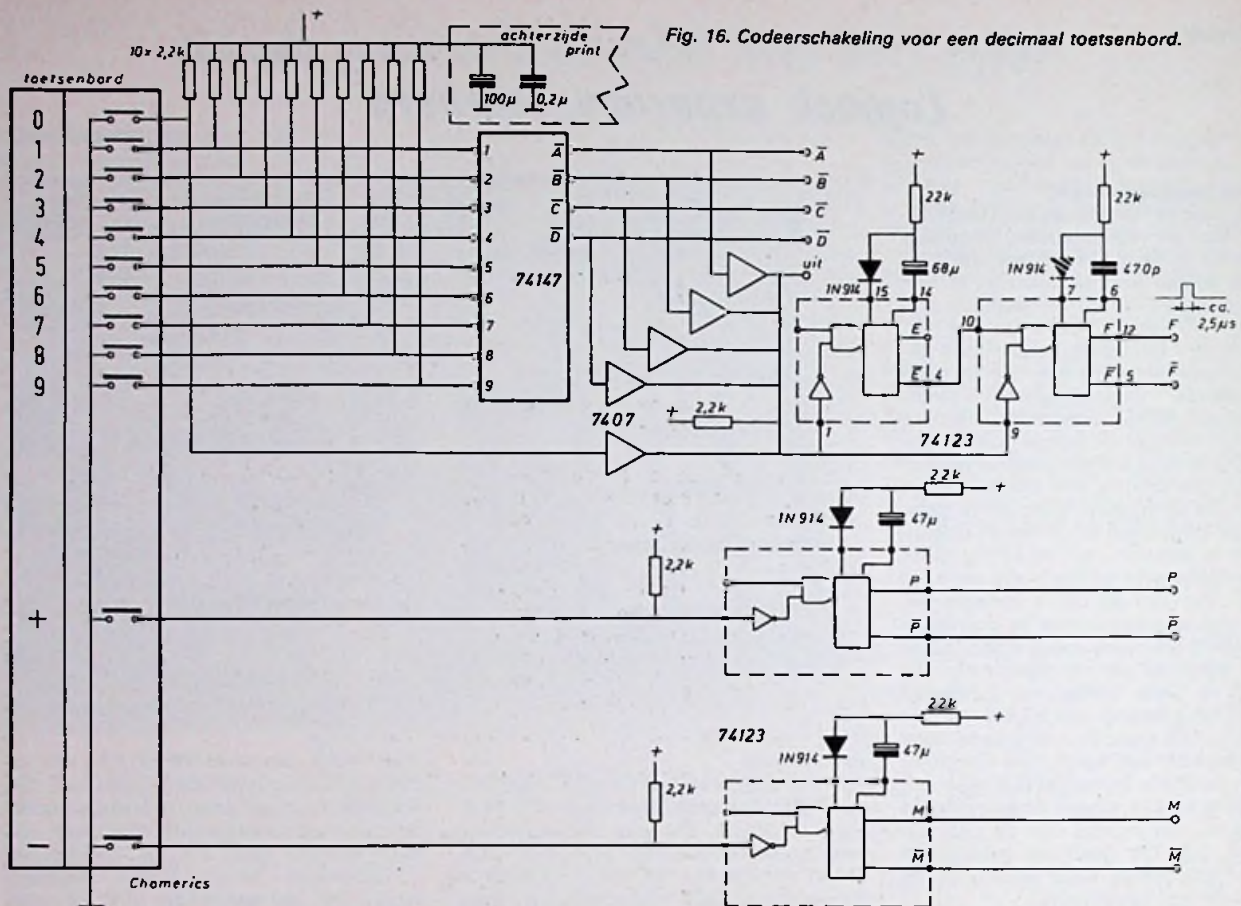 Fig. 16. Codeerschakeling voor een decimaal toetsenbord.
+
10 x 2,2k
achterzijde
print
100µ
0,2µ
toetsenbord
0
1
2
3
4
5
6
7
8
9
+
-
Chomerics
1
2
3
4
5
6
7
8
9
A̅
B̅
C̅
D̅
74147
A̅
B̅
C̅
D̅
uit
7407
+
2,2k
+
22k
1N914
68µ
15
14
E
E̅
4
1
+
22k
1N914
470p
7
6
10
F
12
F̅
5
9
74123
ca.
2,5µs
F
F̅
+
2,2k
22k
+
1N914
47µ
P
P̅
P
P̅
74123
+
2,2k
22k
+
1N914
47µ
M
M̅
M
M̅